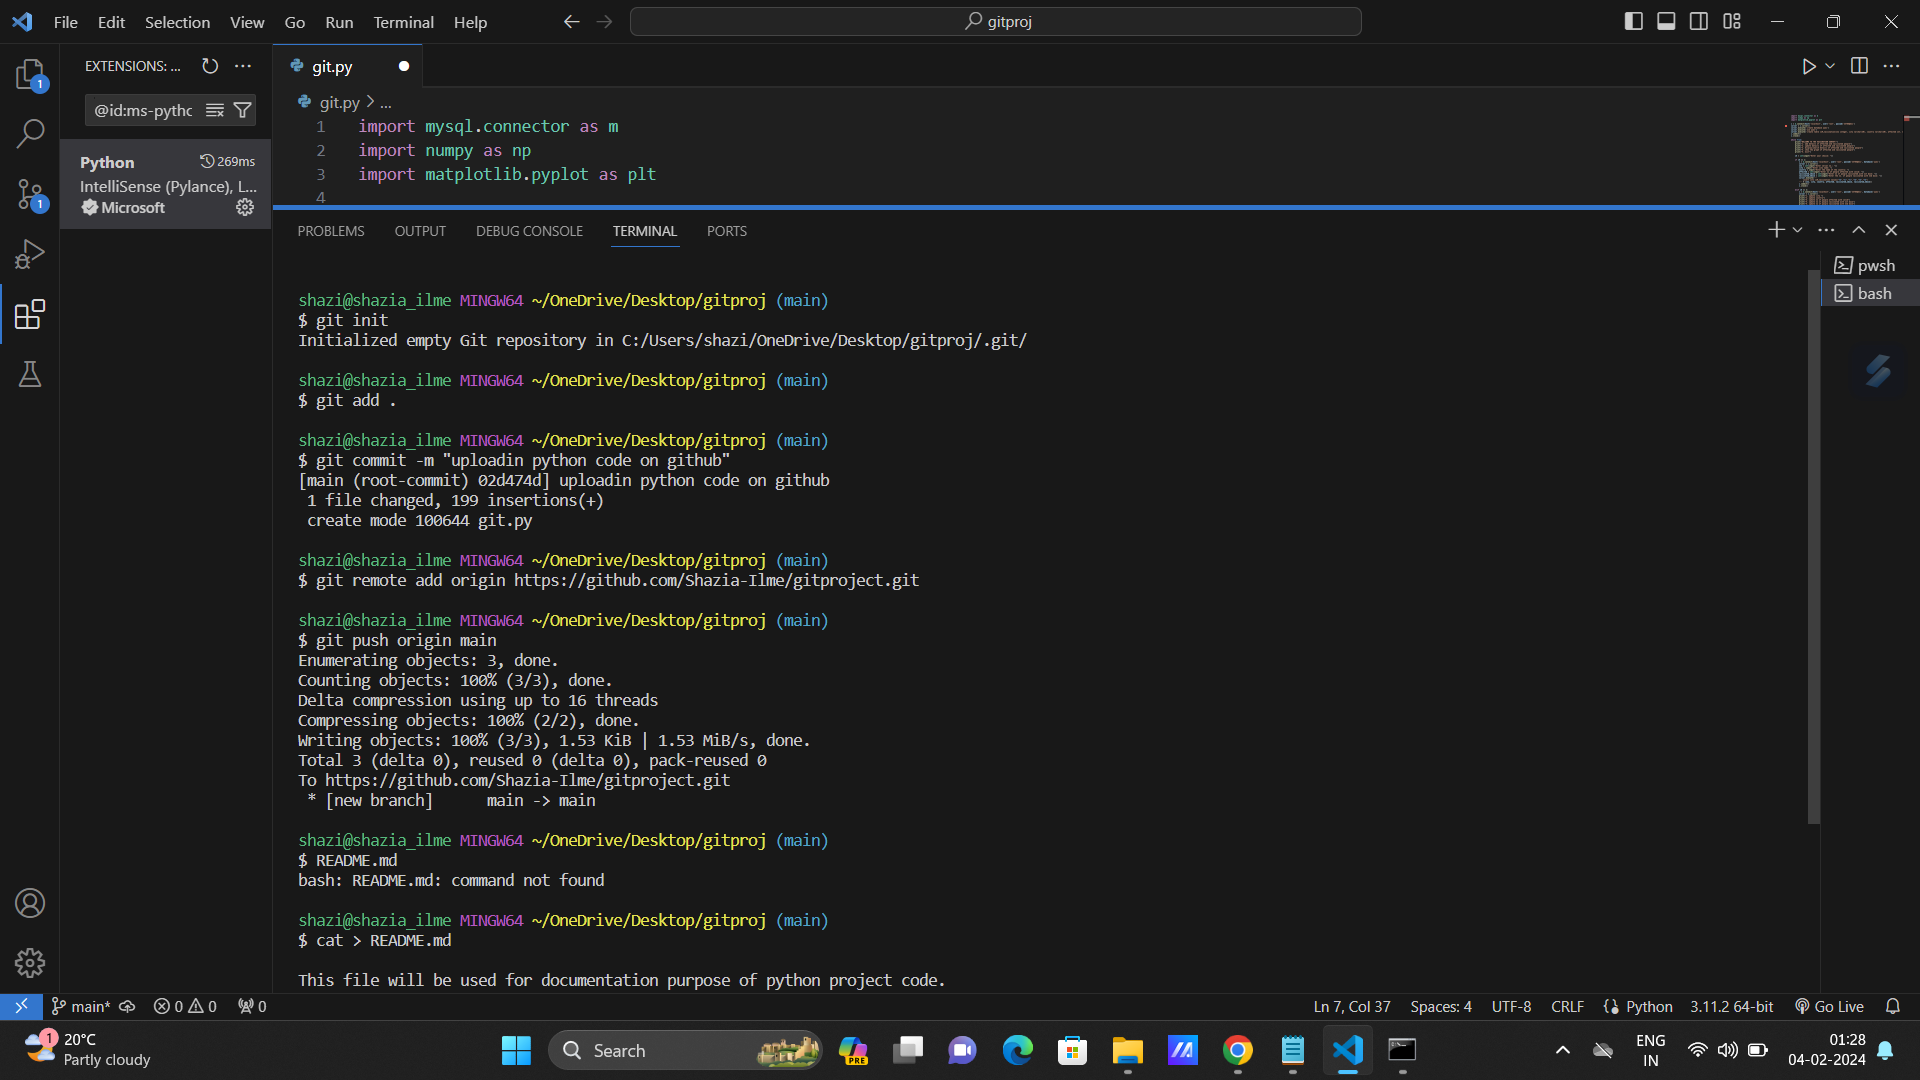 File Edit Selection View Go Run Terminal Help
gitproj
EXTENSIONS: ...
git.py
@id:ms-pythc
git.py > ...
1
1 import mysql.connector as m
2 import numpy as np
3 import matplotlib.pyplot as plt
4
Python 269ms
IntelliSense (Pylance), L...
Microsoft
1
PROBLEMS OUTPUT DEBUG CONSOLE TERMINAL PORTS
pwsh
bash
shazi@shazia_ilme MINGW64 ~/OneDrive/Desktop/gitproj (main)
$ git init
Initialized empty Git repository in C:/Users/shazi/OneDrive/Desktop/gitproj/.git/
shazi@shazia_ilme MINGW64 ~/OneDrive/Desktop/gitproj (main)
$ git add .
shazi@shazia_ilme MINGW64 ~/OneDrive/Desktop/gitproj (main)
$ git commit -m "uploadin python code on github"
[main (root-commit) 02d474d] uploadin python code on github
1 file changed, 199 insertions(+)
create mode 100644 git.py
shazi@shazia_ilme MINGW64 ~/OneDrive/Desktop/gitproj (main)
$ git remote add origin https://github.com/Shazia-Ilme/gitproject.git
shazi@shazia_ilme MINGW64 ~/OneDrive/Desktop/gitproj (main)
$ git push origin main
Enumerating objects: 3, done.
Counting objects: 100% (3/3), done.
Delta compression using up to 16 threads
Compressing objects: 100% (2/2), done.
Writing objects: 100% (3/3), 1.53 KiB | 1.53 MiB/s, done.
Total 3 (delta 0), reused 0 (delta 0), pack-reused 0
To https://github.com/Shazia-Ilme/gitproject.git
* [new branch]      main -> main
shazi@shazia_ilme MINGW64 ~/OneDrive/Desktop/gitproj (main)
$ README.md
bash: README.md: command not found
shazi@shazia_ilme MINGW64 ~/OneDrive/Desktop/gitproj (main)
$ cat > README.md
This file will be used for documentation purpose of python project code.
main* 0 0 0 Ln 7, Col 37 Spaces: 4 UTF-8 CRLF Python 3.11.2 64-bit Go Live
1
20°C
Partly cloudy
Search
PRE
ENG
IN
01:28
04-02-2024